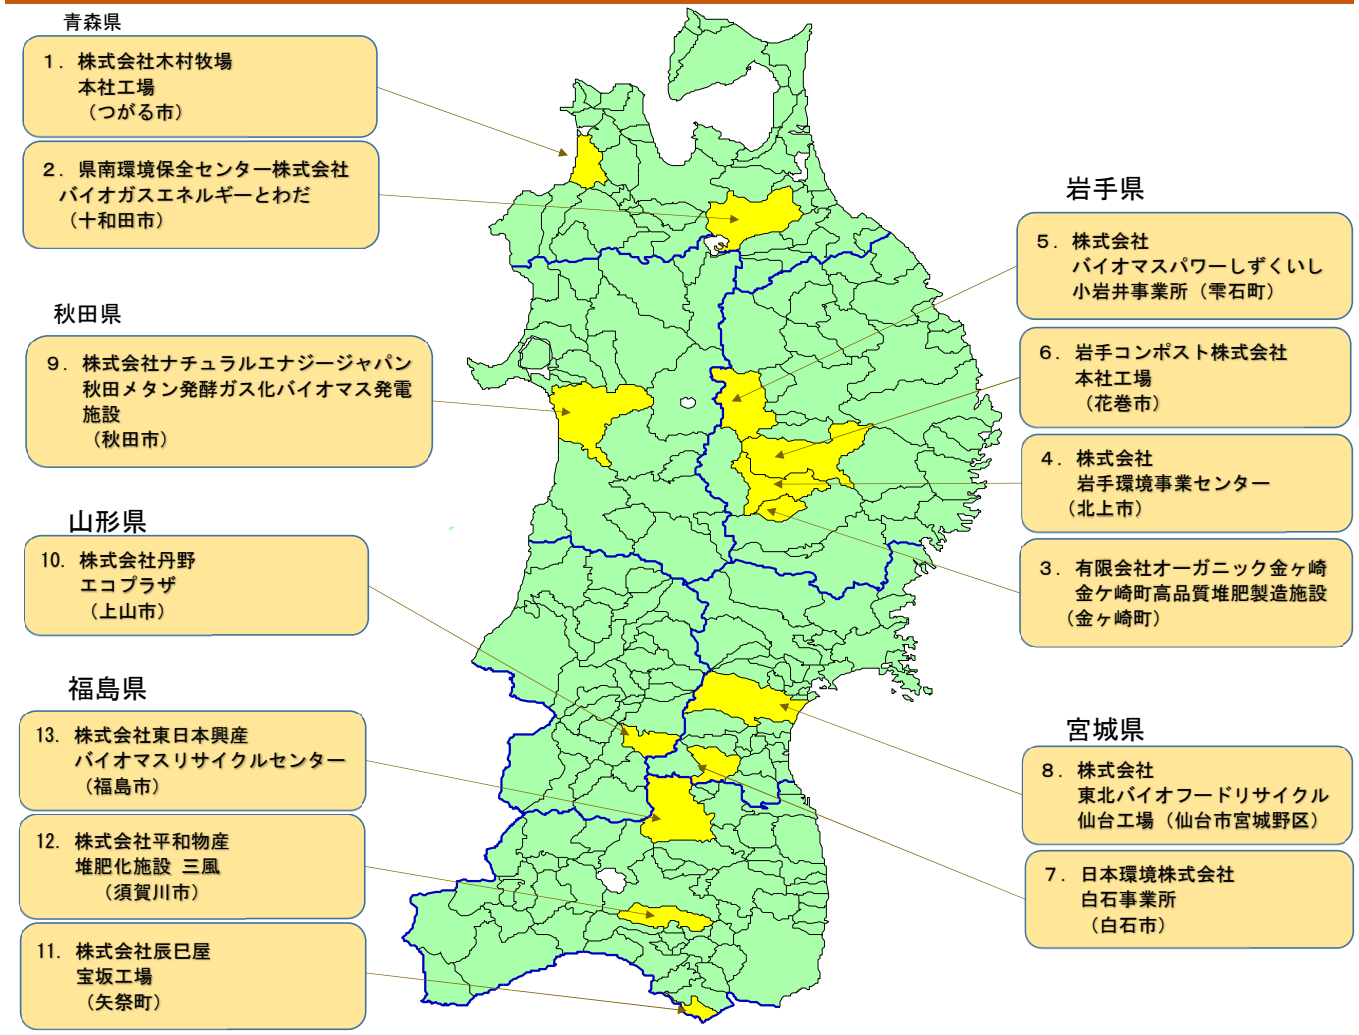 青森県
1．株式会社木村牧場
本社工場
（つがる市）
2．県南環境保全センター株式会社
バイオガスエネルギーとわだ
（十和田市）
秋田県
9．株式会社ナチュラルエナジージャパン
秋田メタン発酵ガス化バイオマス発電
施設
（秋田市）
山形県
10．株式会社丹野
エコプラザ
（上山市）
福島県
13．株式会社東日本興産
バイオマスリサイクルセンター
（福島市）
12．株式会社平和物産
堆肥化施設 三風
（須賀川市）
11．株式会社辰巳屋
宝坂工場
（矢祭町）
岩手県
5．株式会社
バイオマスパワーしずくいし
小岩井事業所（雫石町）
6．岩手コンポスト株式会社
本社工場
（花巻市）
4．株式会社
岩手環境事業センター
（北上市）
3．有限会社オーガニック金ヶ崎
金ケ崎町高品質堆肥製造施設
（金ヶ崎町）
宮城県
8．株式会社
東北バイオフードリサイクル
仙台工場（仙台市宮城野区）
7．日本環境株式会社
白石事業所
（白石市）